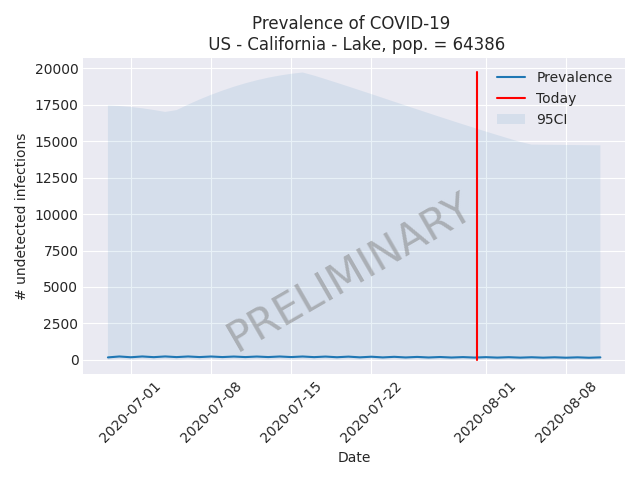 Prevalence of COVID-19
US - California - Lake, pop. = 64386
# undetected infections
20000
17500
15000
12500
10000
7500
5000
2500
0
Prevalence
Today
95CI
PRELIMINARY
2020-07-01
2020-07-08
2020-07-15
2020-07-22
2020-08-01
2020-08-08
Date